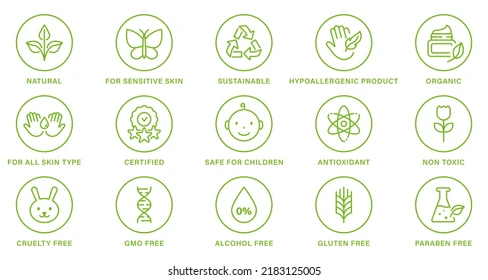 NATURAL
FOR SENSITIVE SKIN
SUSTAINABLE
HYPOALLERGENIC PRODUCT
ORGANIC
FOR ALL SKIN TYPE
CERTIFIED
SAFE FOR CHILDREN
ANTIOXIDANT
NON TOXIC
0%
CRUELTY FREE
GMO FREE
ALCOHOL FREE
GLUTEN FREE
PARABEN FREE
shutterstock.com · 2183125005